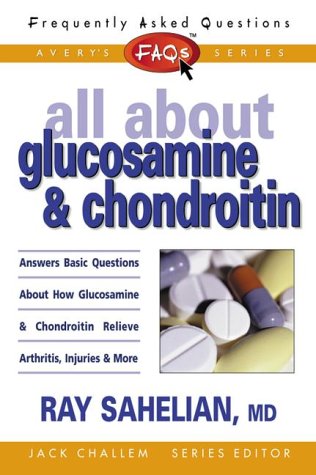 Frequently Asked Questions
AVERY'S FAQs™ SERIES
all about
glucosamine
& chondroitin
Answers Basic Questions
About How Glucosamine
& Chondroitin Relieve
Arthritis, Injuries & More
RAY SAHELIAN, MD
JACK CHALLEM SERIES EDITOR